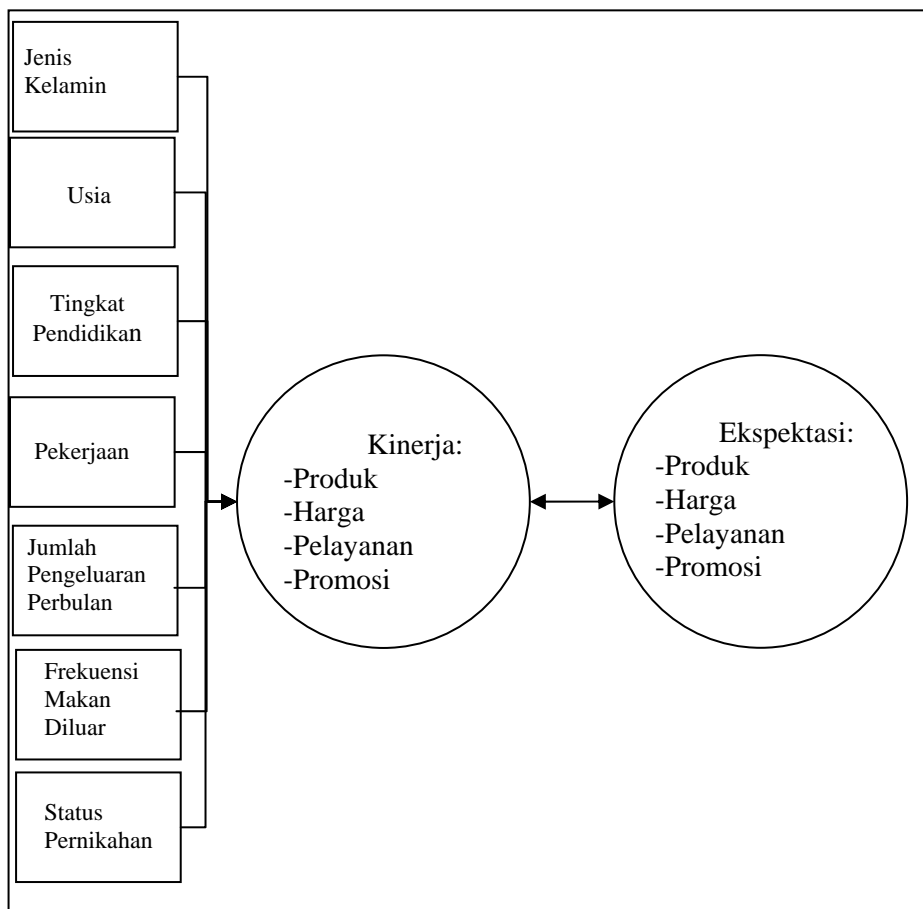 Jenis
Kelamin
Usia
Tingkat
Pendidikan
Pekerjaan
Jumlah
Pengeluaran
Perbulan
Frekuensi
Makan
Diluar
Status
Pernikahan
Kinerja:
-Produk
-Harga
-Pelayanan
-Promosi
Ekspektasi:
-Produk
-Harga
-Pelayanan
-Promosi